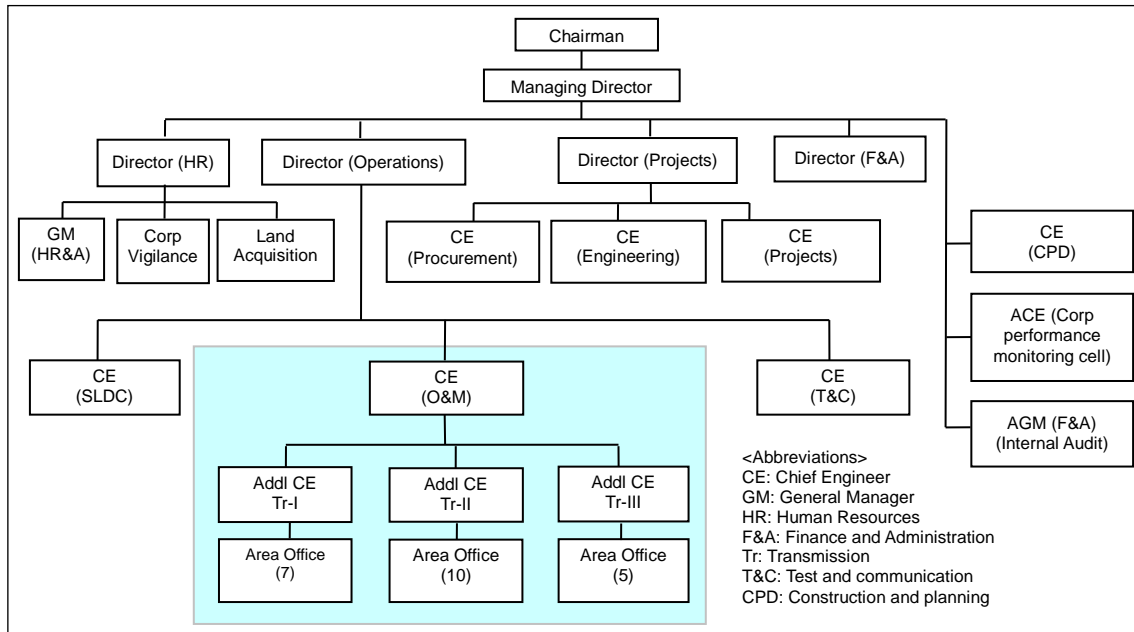 Chairman
Managing Director
Director (HR)
Director (Operations)
Director (Projects)
Director (F&A)
GM
(HR&A)
Corp
Vigilance
Land
Acquisition
CE
(Procurement)
CE
(Engineering)
CE
(Projects)
CE
(CPD)
ACE (Corp
performance
monitoring cell)
AGM (F&A)
(Internal Audit)
CE
(SLDC)
CE
(O&M)
CE
(T&C)
Addl CE
Tr-I
Addl CE
Tr-II
Addl CE
Tr-III
Area Office
(7)
Area Office
(10)
Area Office
(5)
<Abbreviations>
CE: Chief Engineer
GM: General Manager
HR: Human Resources
F&A: Finance and Administration
Tr: Transmission
T&C: Test and communication
CPD: Construction and planning